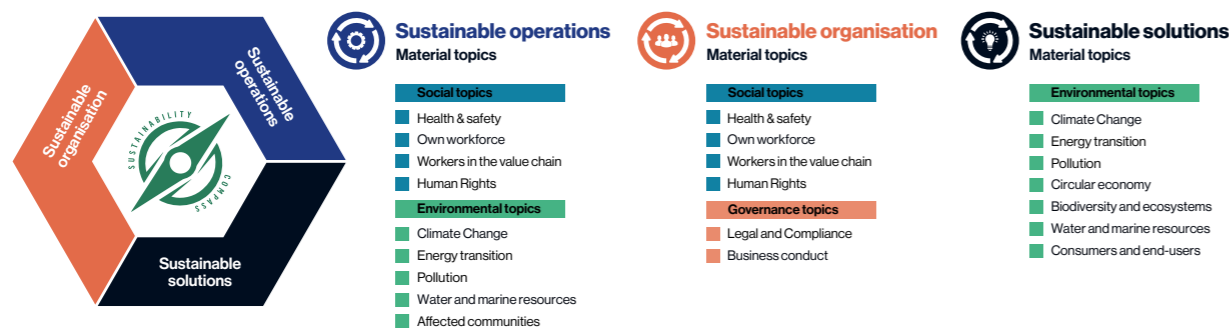 Sustainable
organisation
Sustainable
operations
SUSTAINABILITY
COMPASS
Sustainable
solutions
Sustainable operations
Material topics
Social topics
Health & safety
Own workforce
Workers in the value chain
Human Rights
Environmental topics
Climate Change
Energy transition
Pollution
Water and marine resources
Affected communities
Sustainable organisation
Material topics
Social topics
Health & safety
Own workforce
Workers in the value chain
Human Rights
Governance topics
Legal and Compliance
Business conduct
Sustainable solutions
Material topics
Environmental topics
Climate Change
Energy transition
Pollution
Circular economy
Biodiversity and ecosystems
Water and marine resources
Consumers and end-users